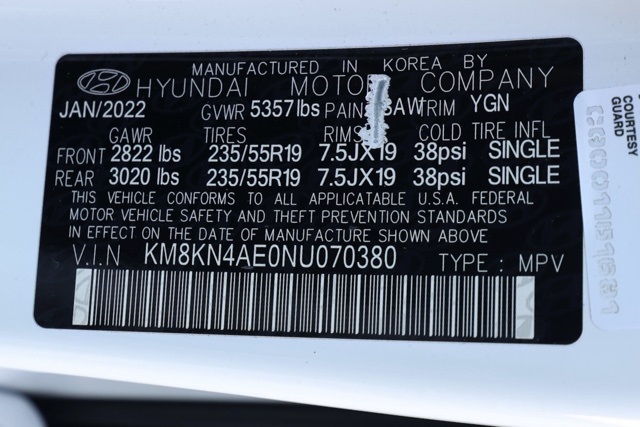 MANUFACTURED IN KOREA BY
HYUNDAI MOTOR COMPANY
JAN/2022 GVWR 5357 lbs PAINT SAW TRIM YGN
GAWR TIRES RIMS COLD TIRE INFL
FRONT 2822 lbs 235/55R19 7.5JX19 38psi SINGLE
REAR 3020 lbs 235/55R19 7.5JX19 38psi SINGLE
THIS VEHICLE CONFORMS TO ALL APPLICABLE U.S.A. FEDERAL
MOTOR VEHICLE SAFETY AND THEFT PREVENTION STANDARDS
IN EFFECT ON THE DATE OF MANUFACTURE SHOWN ABOVE
V.I.N KM8KN4AE0NU070380 TYPE : MPV
COURTESY
GUARD